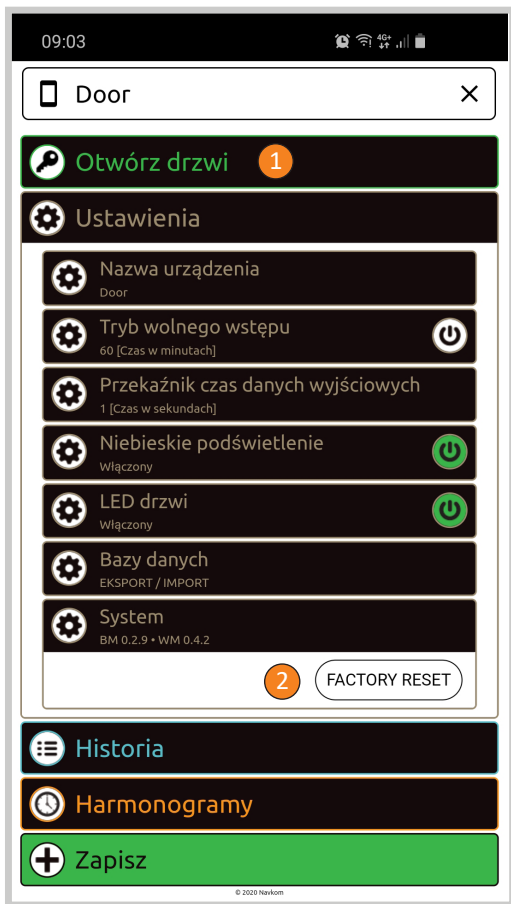 09:03
4G+
Door
Otwórz drzwi 1
Ustawienia
Nazwa urządzenia
Door
Tryb wolnego wstępu
60 [Czas w minutach]
Przekaźnik czas danych wyjściowych
1 [Czas w sekundach]
Niebieskie podświetlenie
Włączony
LED drzwi
Włączony
Bazy danych
EKSPORT / IMPORT
System
BM 0.2.9 • WM 0.4.2
2 FACTORY RESET
Historia
Harmonogramy
Zapisz
© 2020 Navkom